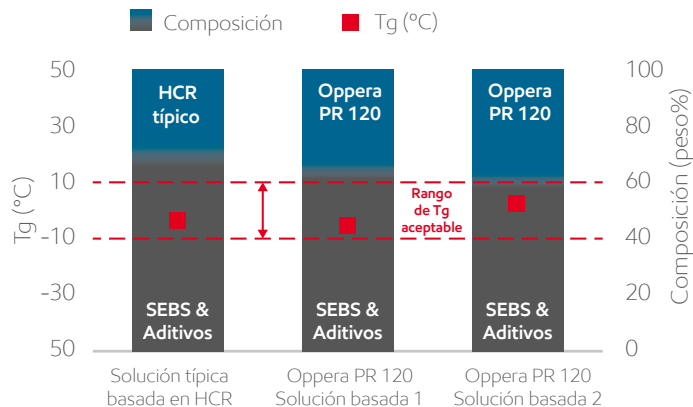 Composición
Tg (°C)
50
30
10
-10
-30
50
Tg (°C)
100
80
60
40
20
0
Composición (peso%)
HCR
típico
Oppera
PR 120
Oppera
PR 120
Rango
de Tg
aceptable
SEBS &
Aditivos
SEBS &
Aditivos
SEBS &
Aditivos
Solución típica
basada en HCR
Oppera PR 120
Solución basada 1
Oppera PR 120
Solución basada 2